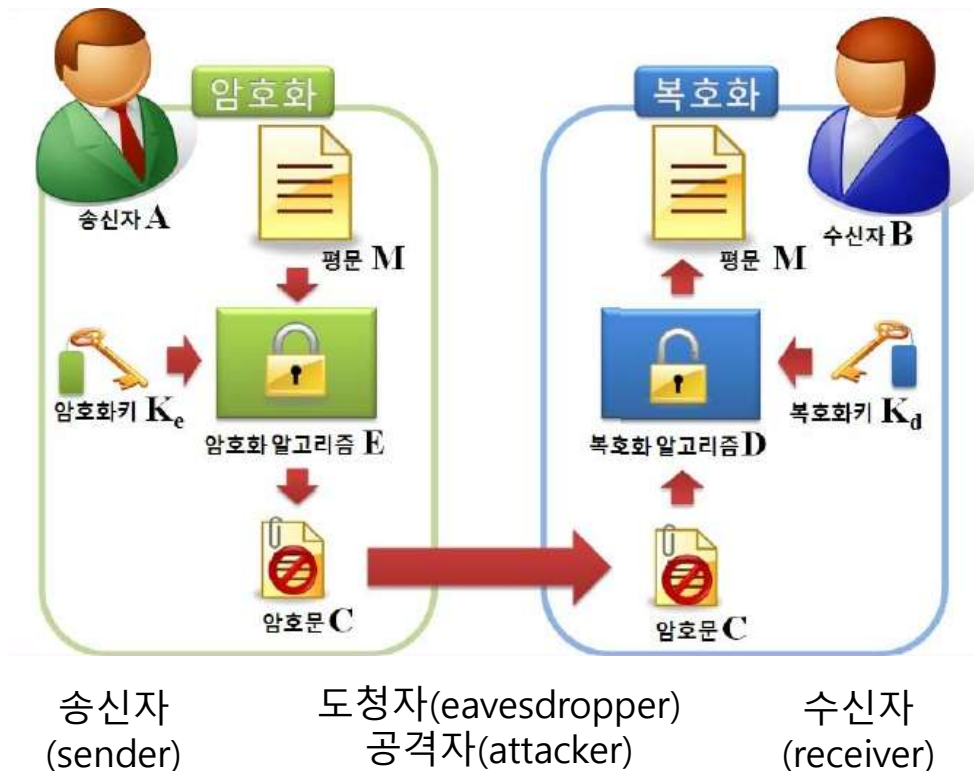 암호화
송신자 A
평문 M
암호화키 Ke
암호화 알고리즘 E
암호문 C
복호화
수신자 B
평문 M
복호화키 Kd
복호화 알고리즘 D
암호문 C
송신자
(sender)
도청자(eavesdropper)
공격자(attacker)
수신자
(receiver)